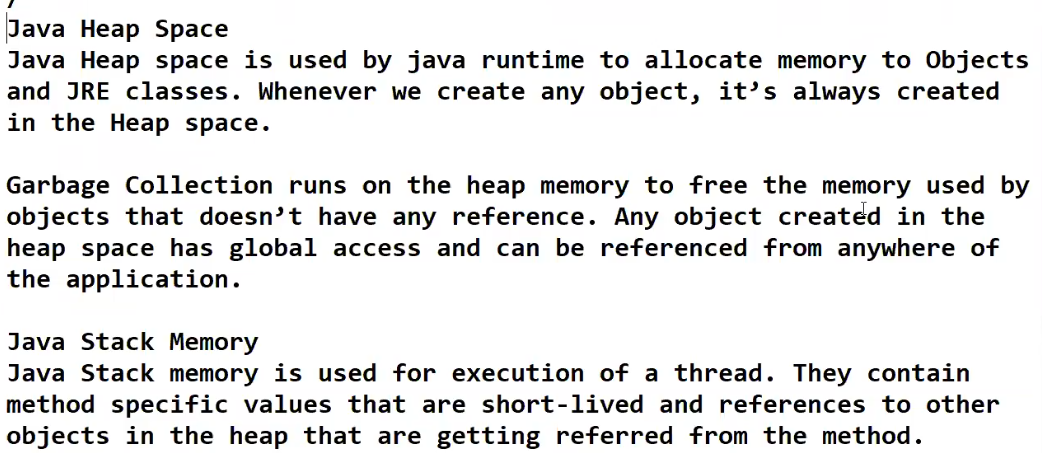 Java Heap Space
Java Heap space is used by java runtime to allocate memory to Objects
and JRE classes. Whenever we create any object, it’s always created
in the Heap space.
Garbage Collection runs on the heap memory to free the memory used by
objects that doesn’t have any reference. Any object created in the
heap space has global access and can be referenced from anywhere of
the application.
Java Stack Memory
Java Stack memory is used for execution of a thread. They contain
method specific values that are short-lived and references to other
objects in the heap that are getting referred from the method.